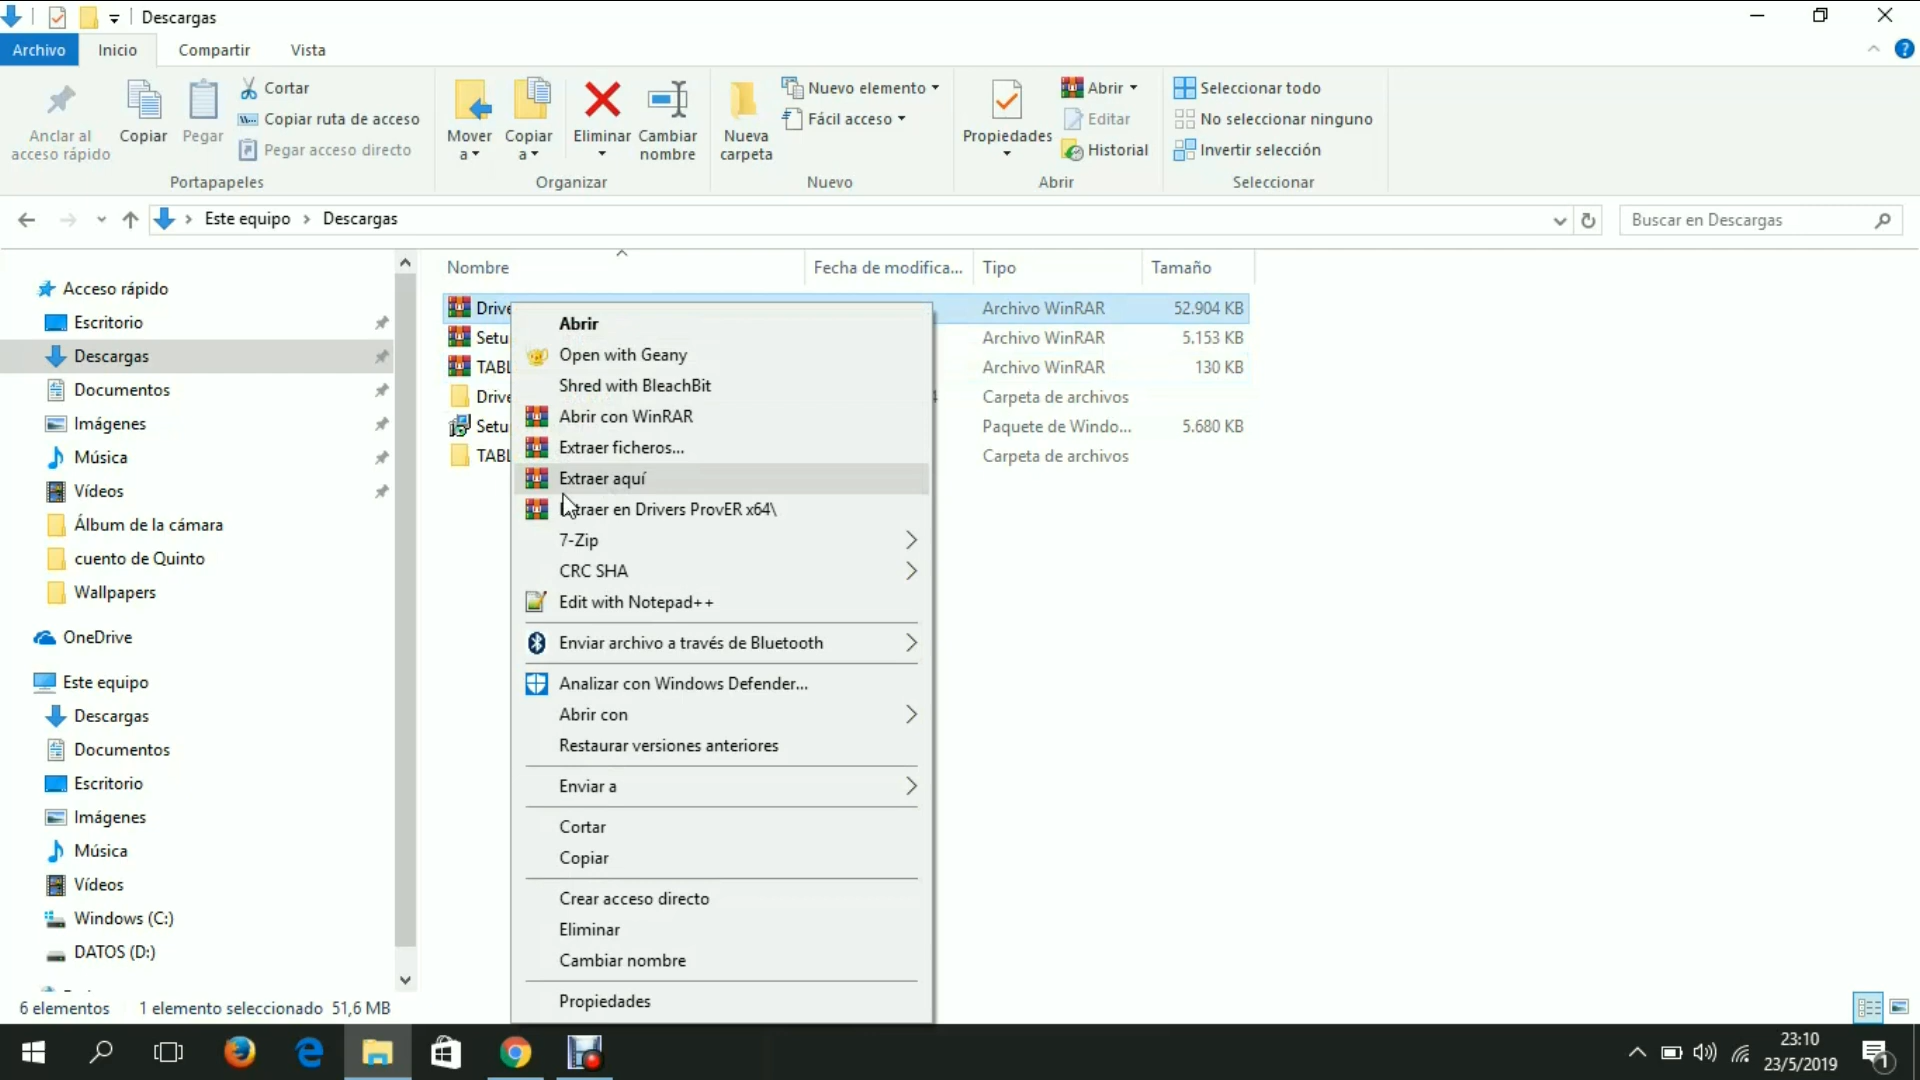 Descargas
Archivo Inicio Compartir Vista
Anclar al acceso rápido
Copiar
Pegar
Cortar
Copiar ruta de acceso
Pegar acceso directo
Portapapeles
Mover a
Copiar a
Eliminar
Cambiar nombre
Organizar
Nueva carpeta
Nuevo elemento
Fácil acceso
Nuevo
Propiedades
Abrir
Editar
Historial
Abrir
Seleccionar todo
No seleccionar ninguno
Invertir selección
Seleccionar
Este equipo > Descargas
Buscar en Descargas
Acceso rápido
Escritorio
Descargas
Documentos
Imágenes
Música
Vídeos
Álbum de la cámara
cuento de Quinto
Wallpapers
OneDrive
Este equipo
Descargas
Documentos
Escritorio
Imágenes
Música
Vídeos
Windows (C:)
DATOS (D:)
Nombre Fecha de modifica... Tipo Tamaño
Archivo WinRAR 52.904 KB
Archivo WinRAR 5.153 KB
Archivo WinRAR 130 KB
Carpeta de archivos
Paquete de Windo... 5.680 KB
Carpeta de archivos
Abrir
Open with Geany
Shred with BleachBit
Abrir con WinRAR
Extraer ficheros...
Extraer aquí
en Drivers ProvER x64\
7-Zip
CRC SHA
Edit with Notepad++
Enviar archivo a través de Bluetooth
Analizar con Windows Defender...
Abrir con
Restaurar versiones anteriores
Enviar a
Cortar
Copiar
Crear acceso directo
Eliminar
Cambiar nombre
Propiedades
6 elementos 1 elemento seleccionado 51,6 MB
23:10
23/5/2019
1